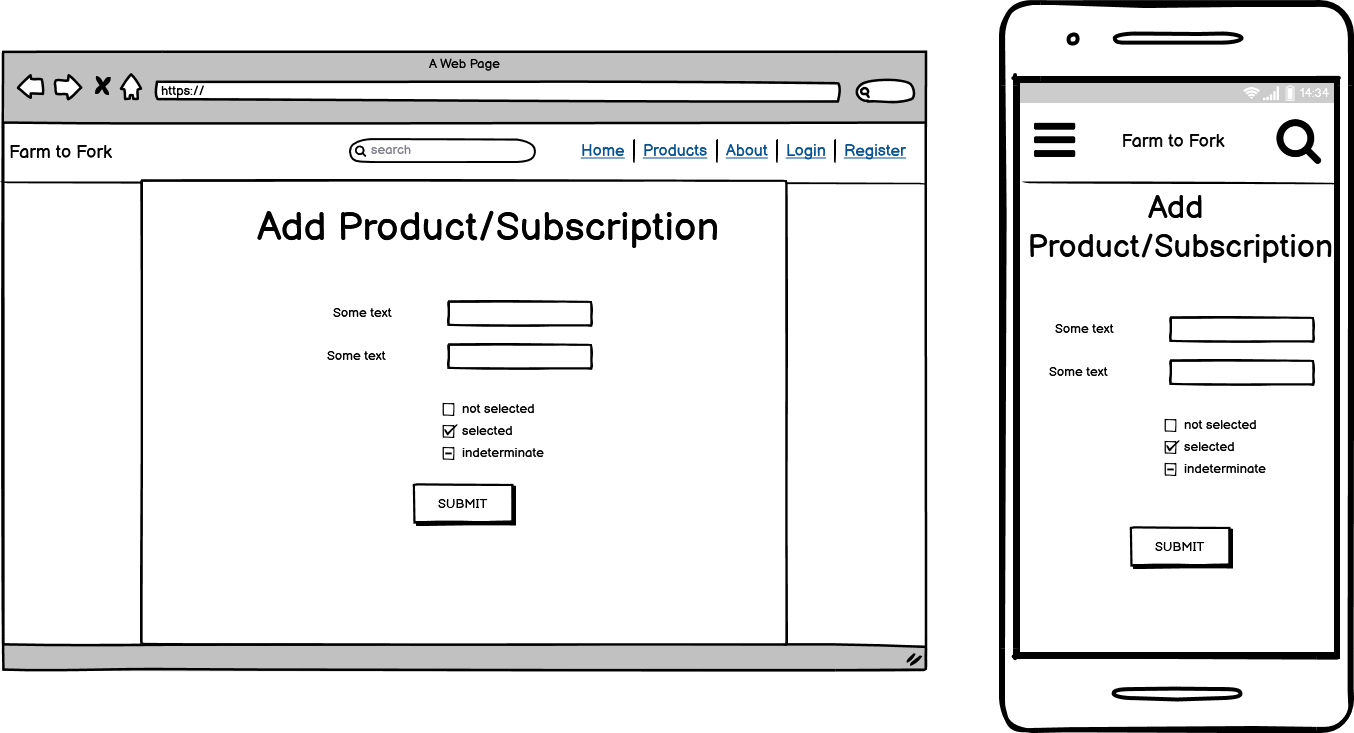 A Web Page
https://
Farm to Fork
search
Home | Products | About | Login | Register
Add Product/Subscription
Some text
Some text
not selected
selected
indeterminate
SUBMIT
14:34
Farm to Fork
Add
Product/Subscription
Some text
Some text
not selected
selected
indeterminate
SUBMIT